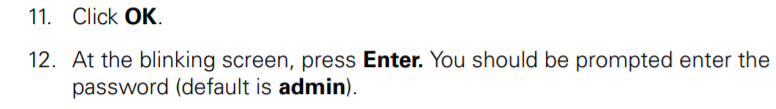 11. Click OK.
12. At the blinking screen, press Enter. You should be prompted enter the
password (default is admin).